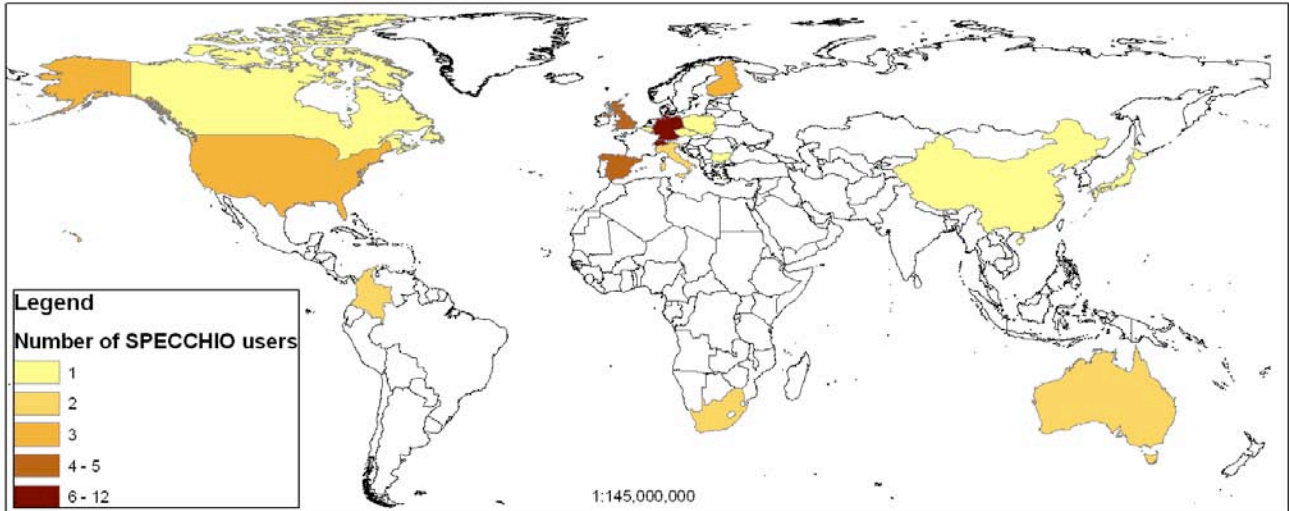 Legend
Number of SPECCHIO users
1
2
3
4 - 5
6 - 12
1:145,000,000